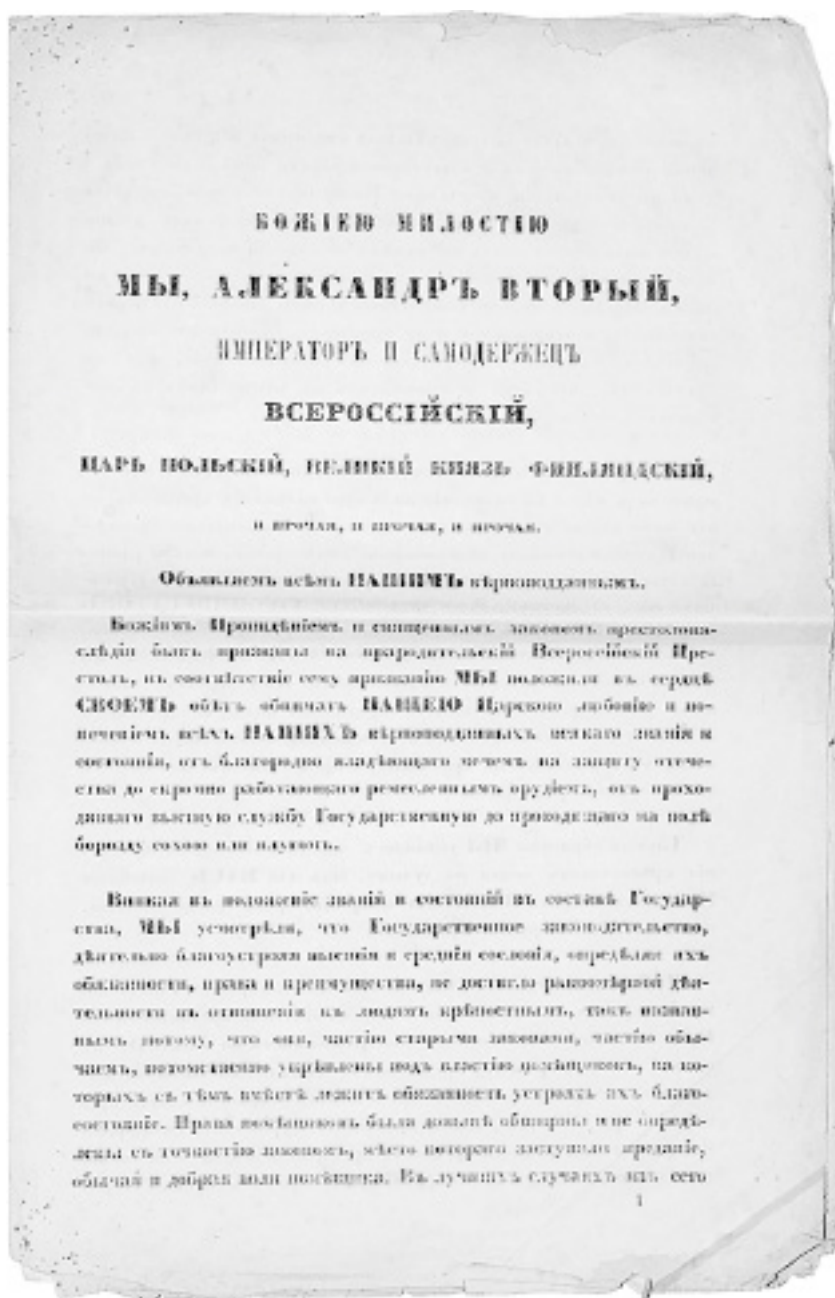 БОЖІЕЮ МИЛОСТІЮ
МЫ, АЛЕКСАНДРЪ ВТОРЫЙ,
ИМПЕРАТОРЪ И САМОДЕРЖЕЦЪ
ВСЕРОССІЙСКІЙ,
ЦАРЬ ПОЛЬСКІЙ, ВЕЛИКІЙ КНЯЗЬ ФИНЛЯНДСКІЙ,
и прочая, и прочая, и прочая.
Объявляемъ всѣмъ НАШИМЪ вѣрноподданнымъ.
Божіимъ Провидѣніемъ и священнымъ закономъ престолона-
слѣдія бывъ призваны на прародительскій Всероссійскій Пре-
столъ, въ соотвѣтствіе сему призванію МЫ положили въ сердцѣ
СВОЕМЪ обѣтъ обнимать НАШЕЮ Царскою любовію и по-
печеніемъ всѣхъ НАШИХЪ вѣрноподданныхъ всякаго званія и
состоянія, отъ благородно владѣющаго мечемъ на защиту отече-
ства до скромно работающаго ремесленнымъ орудіемъ, отъ прохо-
дящаго высшую службу Государственную до проводящаго на полѣ
борозду сохою или плугомъ.
Вникая въ положеніе званій и состояній въ составѣ Государ-
ства, МЫ усмотрѣли, что Государственное законодательство,
дѣятельно благоустрояя высшія и среднія сословія, опредѣляя ихъ
обязанности, права и преимущества, не достигло равномѣрной дѣя-
тельности въ отношеніи къ людямъ крѣпостнымъ, такъ назван-
нымъ потому, что они, частію старыми законами, частію обы-
чаемъ, потомственно укрѣплены подъ властію помѣщиковъ, на ко-
торыхъ съ тѣмъ вмѣстѣ лежитъ обязанность устроять ихъ благо-
состояніе. Права помѣщиковъ были донынѣ обширны и не опредѣ-
лены съ точностію закономъ, мѣсто котораго заступали преданіе,
обычай и добрая воля помѣщика. Въ лучшихъ случаяхъ изъ сего
1